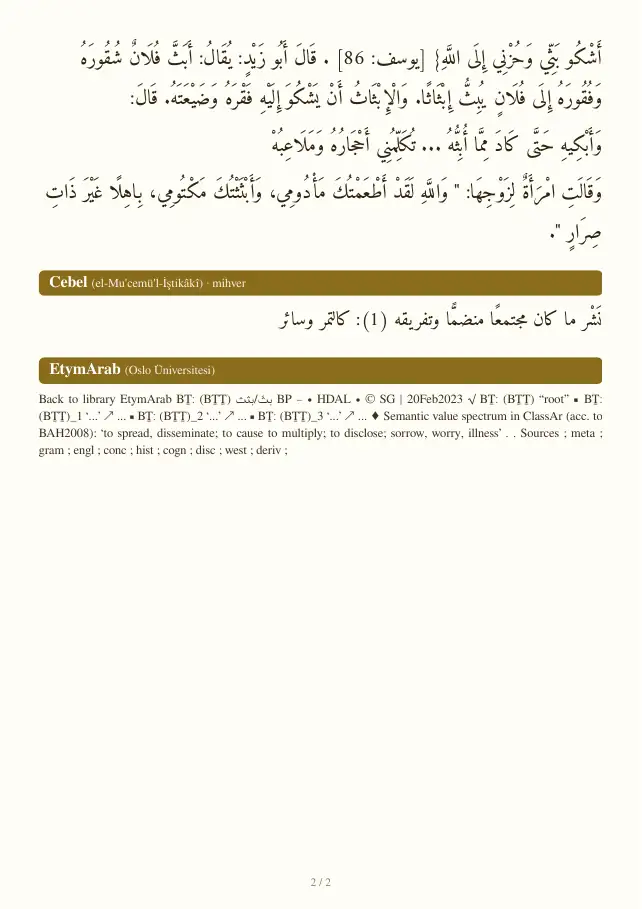 أَشْكُو بَثِّي وَحُزْنِي إِلَى اللَّهِ} [يوسف: 86] . قَالَ أَبُو زَيْدٍ: يُقَالُ: أَبَثَّ فُلَانٌ شُقُورَهُ
وَفُقُورَهُ إِلَى فُلَانٍ يُبِثُّ إِبْثَاثًا. وَالْإِبْثَاثُ أَنْ يَشْكُوَ إِلَيْهِ فَقْرَهُ وَضَيْعَتَهُ. قَالَ:
وَأَبْكِيهِ حَتَّى كَادَ مِمَّا أُبِثُّهُ ... تُكَلِّمُنِي أَحْجَارُهُ وَمَلَاعِبُهْ
وَقَالَتِ امْرَأَةٌ لِزَوْجِهَا: " وَاللَّهِ لَقَدْ أَطْعَمْتُكَ مَأْدُومِي، وَأَبْثَثْتُكَ مَكْتُومِي، بِاهِلًا غَيْرَ ذَاتِ
صِرَارٍ ".
Cebel (el-Mu'cemü'l-İştikâkî) · mihver
نَشْر ما كان مجتمعًا منضمًّا وتفريقه (1): كالتمر وسائر
EtymArab (Oslo Üniversitesi)
Back to library EtymArab BṮ: (BṮṮ) بثّ/بثث BP – • HDAL • © SG | 20Feb2023 √ BṮ: (BṮṮ) “root” ▪ BṮ:
(BṮṮ)_1 ‘...’ ↗ ... ▪ BṮ: (BṮṮ)_2 ‘...’ ↗ ... ▪ BṮ: (BṮṮ)_3 ‘...’ ↗ ... ♦ Semantic value spectrum in ClassAr (acc. to
BAH2008): ‘to spread, disseminate; to cause to multiply; to disclose; sorrow, worry, illness’ . . Sources ; meta ;
gram ; engl ; conc ; hist ; cogn ; disc ; west ; deriv ;
2 / 2